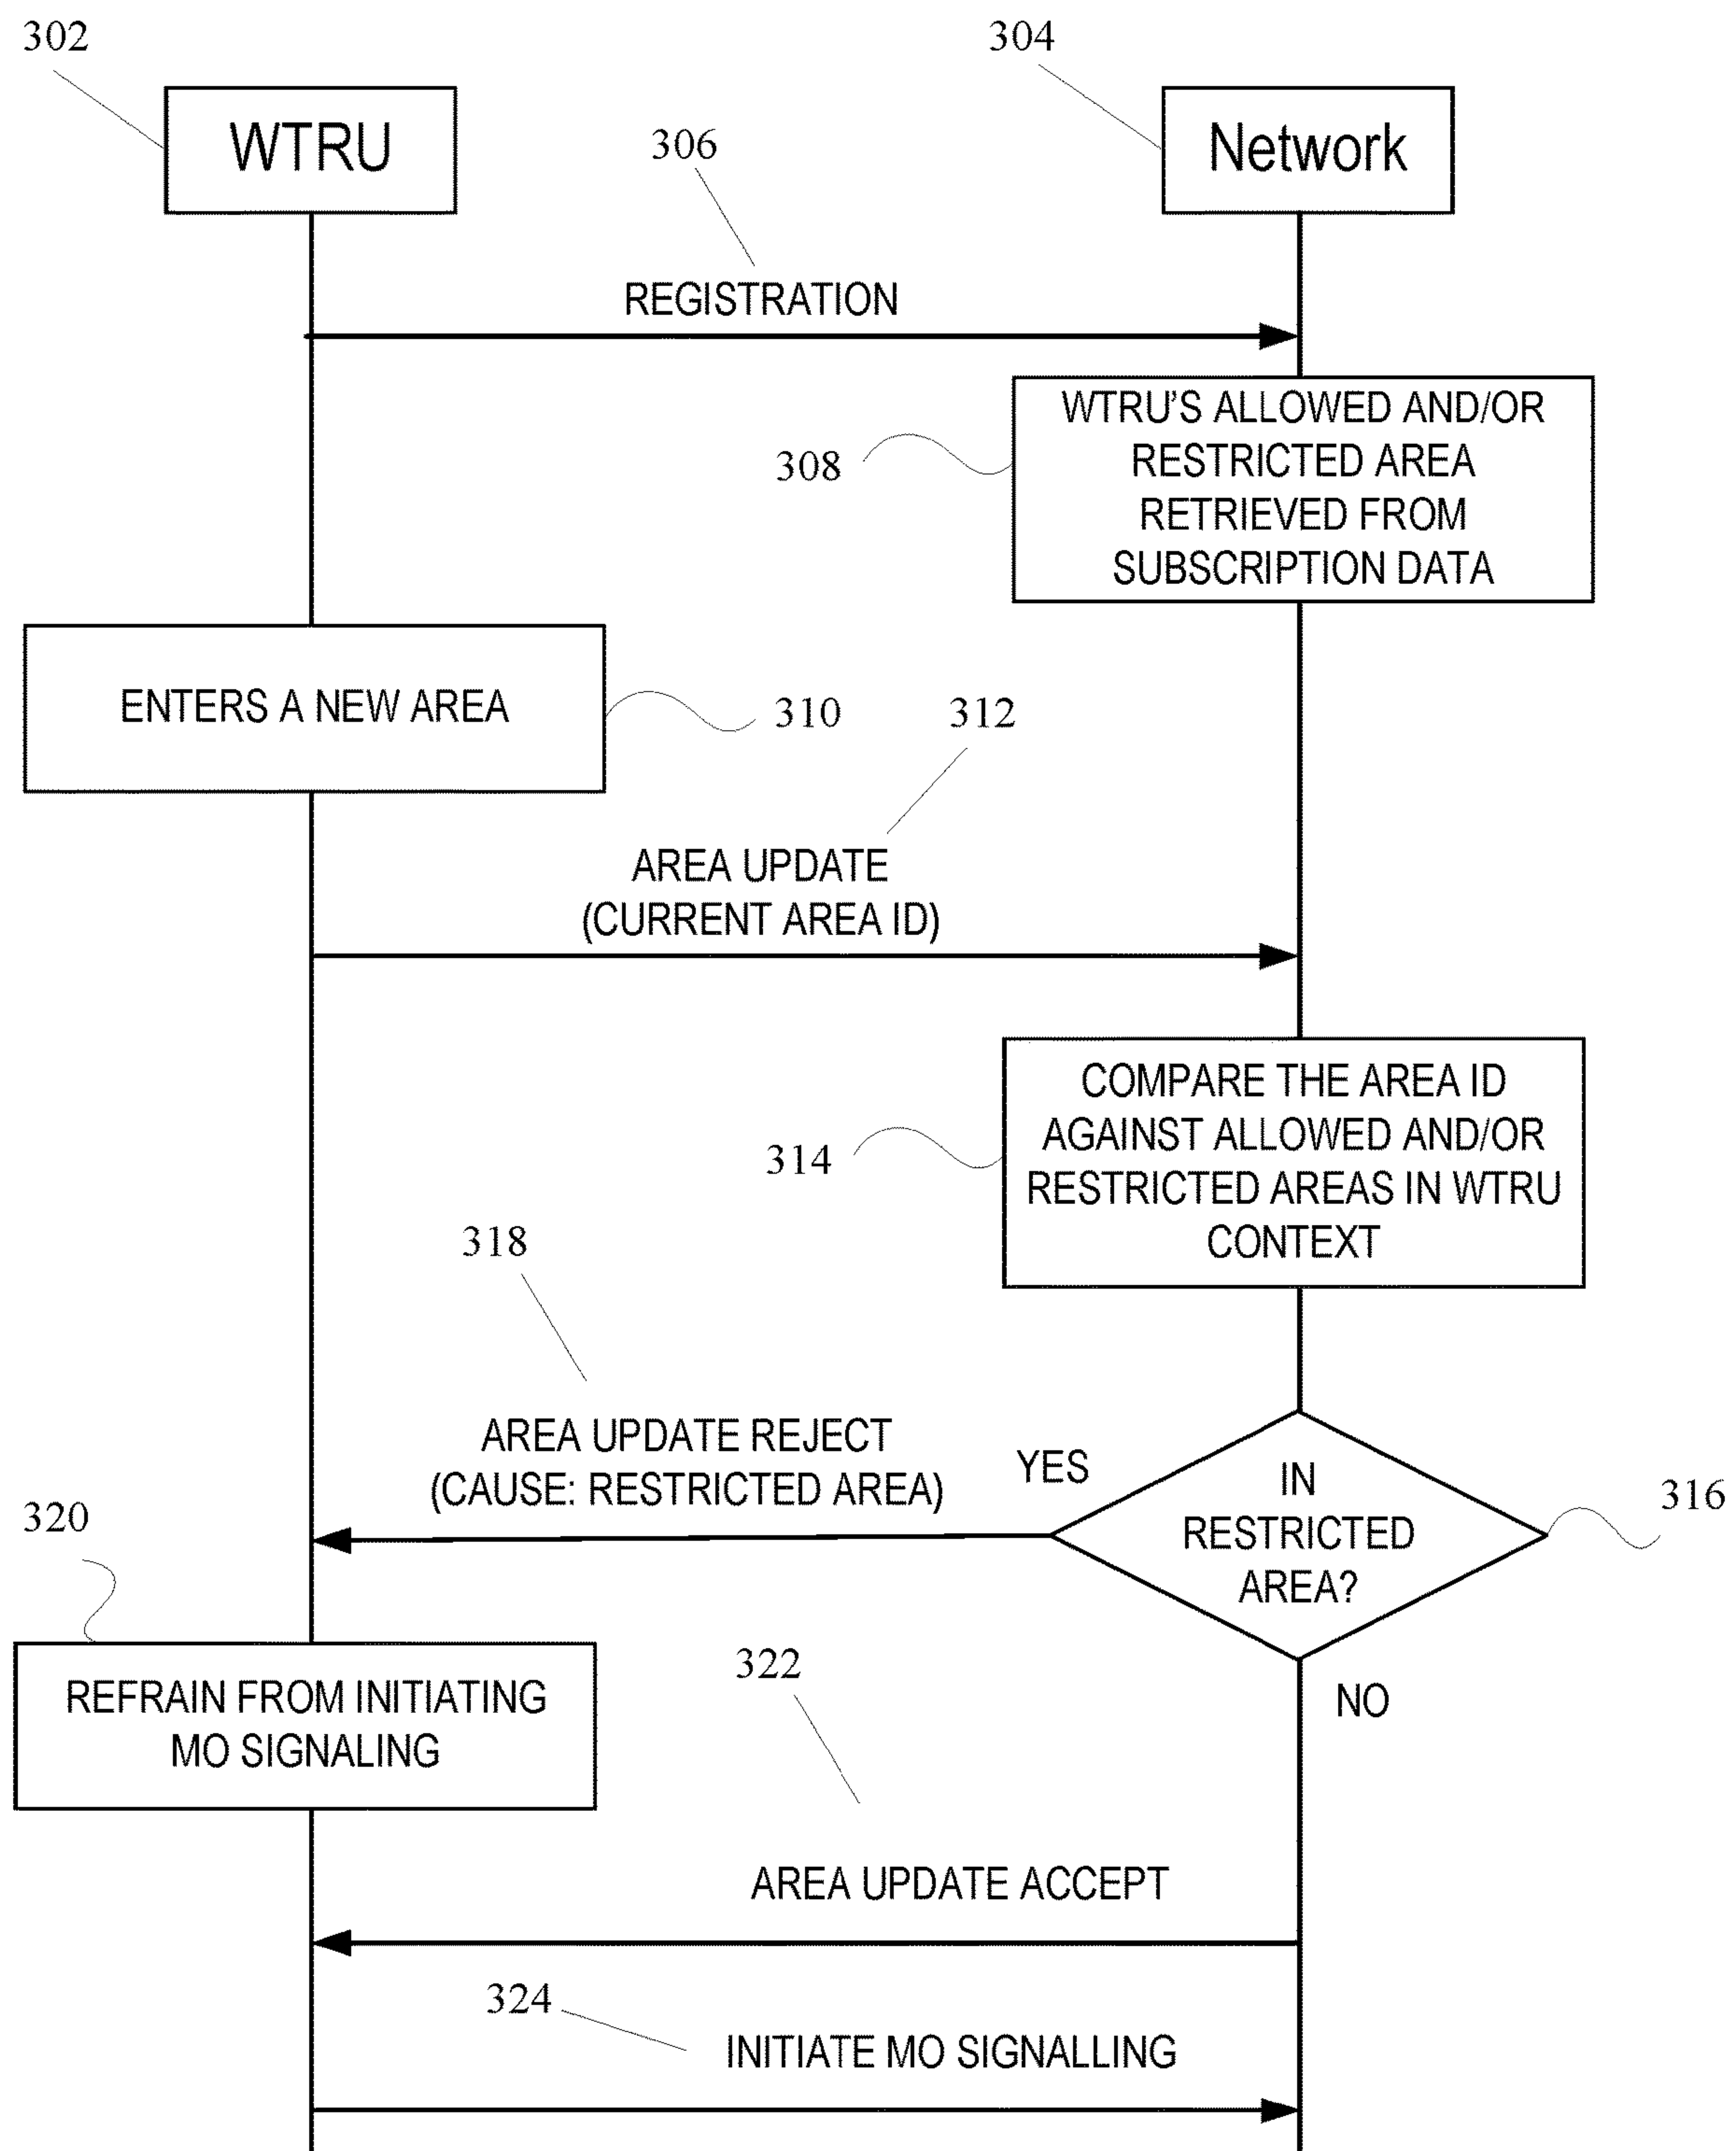 302
304
WTRU
Network
306
REGISTRATION
WTRU'S ALLOWED AND/OR
RESTRICTED AREA
RETRIEVED FROM
SUBSCRIPTION DATA
308
ENTERS A NEW AREA
310
312
AREA UPDATE
(CURRENT AREA ID)
COMPARE THE AREA ID
AGAINST ALLOWED AND/OR
RESTRICTED AREAS IN WTRU
CONTEXT
314
318
AREA UPDATE REJECT
(CAUSE: RESTRICTED AREA)
YES
IN
RESTRICTED
AREA?
316
320
REFRAIN FROM INITIATING
MO SIGNALING
322
NO
AREA UPDATE ACCEPT
324
INITIATE MO SIGNALLING